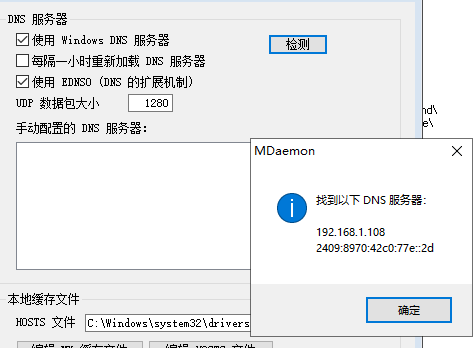 DNS 服务器
使用 Windows DNS 服务器
检测
每隔一小时重新加载 DNS 服务器
使用 EDNS0 (DNS 的扩展机制)
UDP 数据包大小
1280
手动配置的 DNS 服务器:
MDaemon
找到以下 DNS 服务器:
192.168.1.108
2409:8970:42c0:77e::2d
确定
本地缓存文件
HOSTS 文件
C:\Windows\system32\drivers